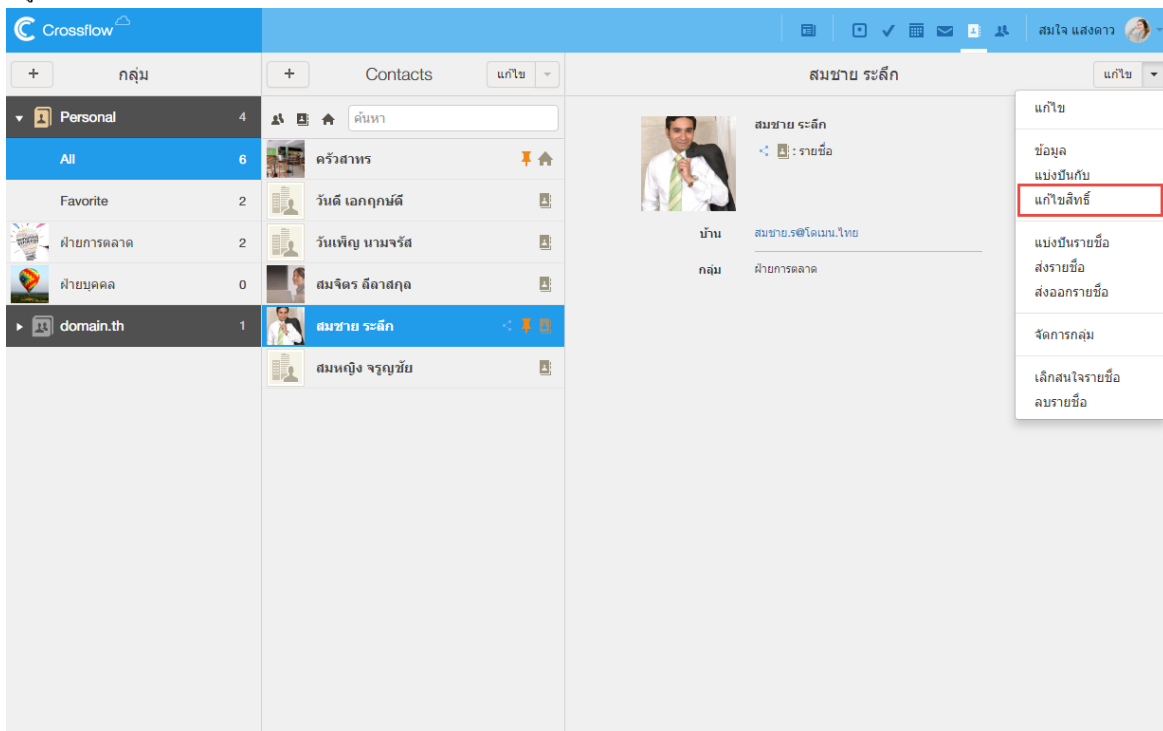 Crossflow
สมใจ แสงดาว
+ กลุ่ม
+ Contacts แก้ไข
สมชาย ระลึก แก้ไข
Personal 4
All 6
Favorite 2
ฝ่ายการตลาด 2
ฝ่ายบุคคล 0
domain.th 1
ค้นหา
ครัวสาทร
วันดี เอกฤกษ์ดี
วันเพ็ญ นามจรัส
สมจิตร ลีลาสกุล
สมชาย ระลึก
สมหญิง จรูญชัย
สมชาย ระลึก
: รายชื่อ
บ้าน สมชาย.ร@โดเมน.ไทย
กลุ่ม ฝ่ายการตลาด
แก้ไข
ข้อมูล
แบ่งปันกับ
แก้ไขสิทธิ์
แบ่งปันรายชื่อ
ส่งรายชื่อ
ส่งออกรายชื่อ
จัดการกลุ่ม
เลิกสนใจรายชื่อ
ลบรายชื่อ